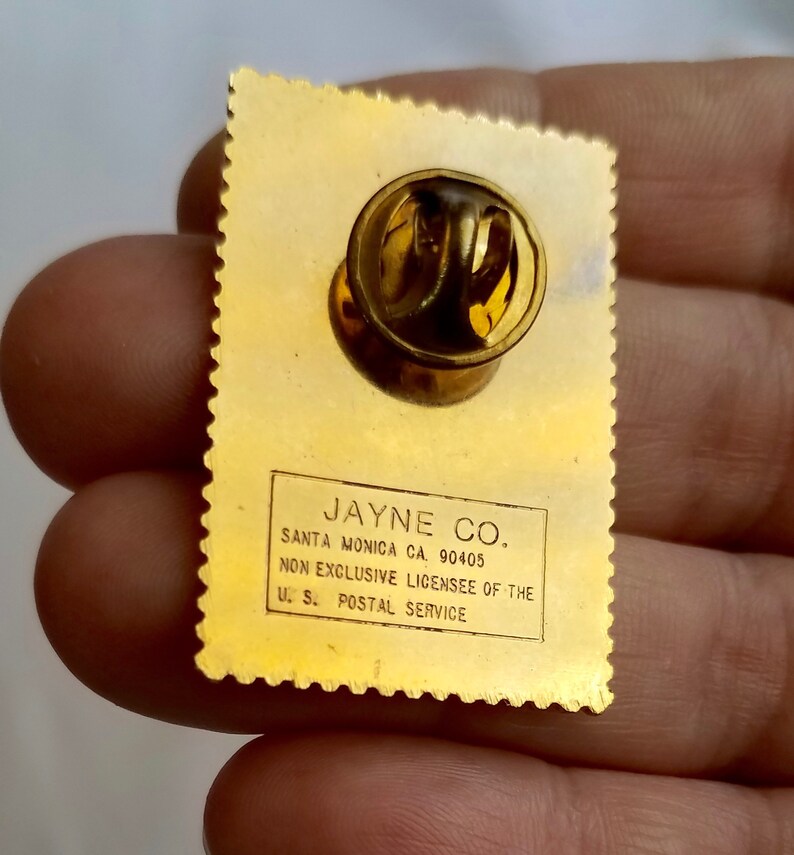 JAYNE CO.
SANTA MONICA CA. 90405
NON EXCLUSIVE LICENSEE OF THE
U. S. POSTAL SERVICE